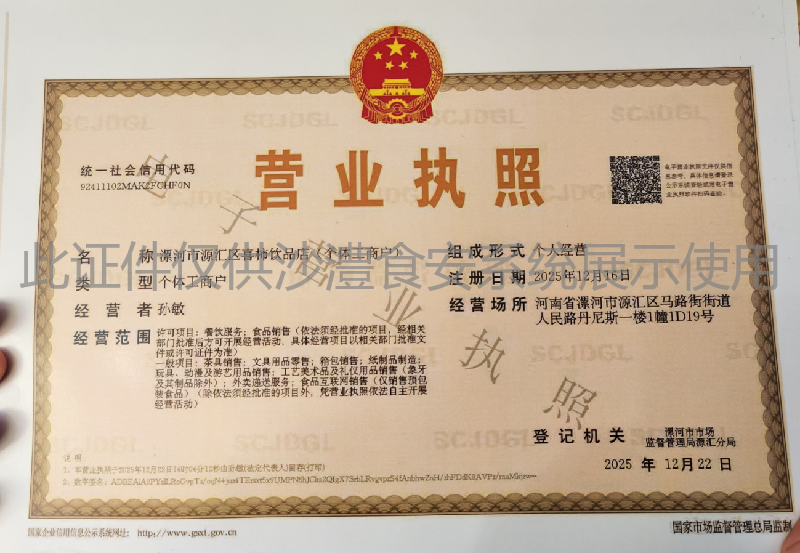 SCJDGL SCJDGL SCJDGL
统一社会信用代码
营业执照
电子营业执照
此证件仅供沙澧食安系统展示使用
名 称 漯河市源汇区喜柿饮品店（个体工商户）
组成形式 个人经营
类 型 个体工商户
注册日期 2025年12月16日
经营者 孙敏
经营场所 河南省漯河市源汇区马路街街道
人民路丹尼斯一楼1幢1D19号
经营范围 许可项目：餐饮服务；食品销售（依法须经批准的项目，经相关
部门批准后方可开展经营活动，具体经营项目以相关部门批准文
件或许可证件为准）
一般项目：茶具销售；文具用品零售；箱包销售；纸制品制造；
玩具、动漫及游艺用品销售；工艺美术品及礼仪用品销售（象牙
及其制品除外）；外卖递送服务；食品互联网销售（仅销售预包
装食品）（除依法须经批准的项目外，凭营业执照依法自主开展
经营活动）
登记机关
漯河市市场
监督管理局源汇分局
2025 年 12月 22 日
说明
国家企业信用信息公示系统网址： http://www.gsxt.gov.cn
国家市场监督管理总局监制